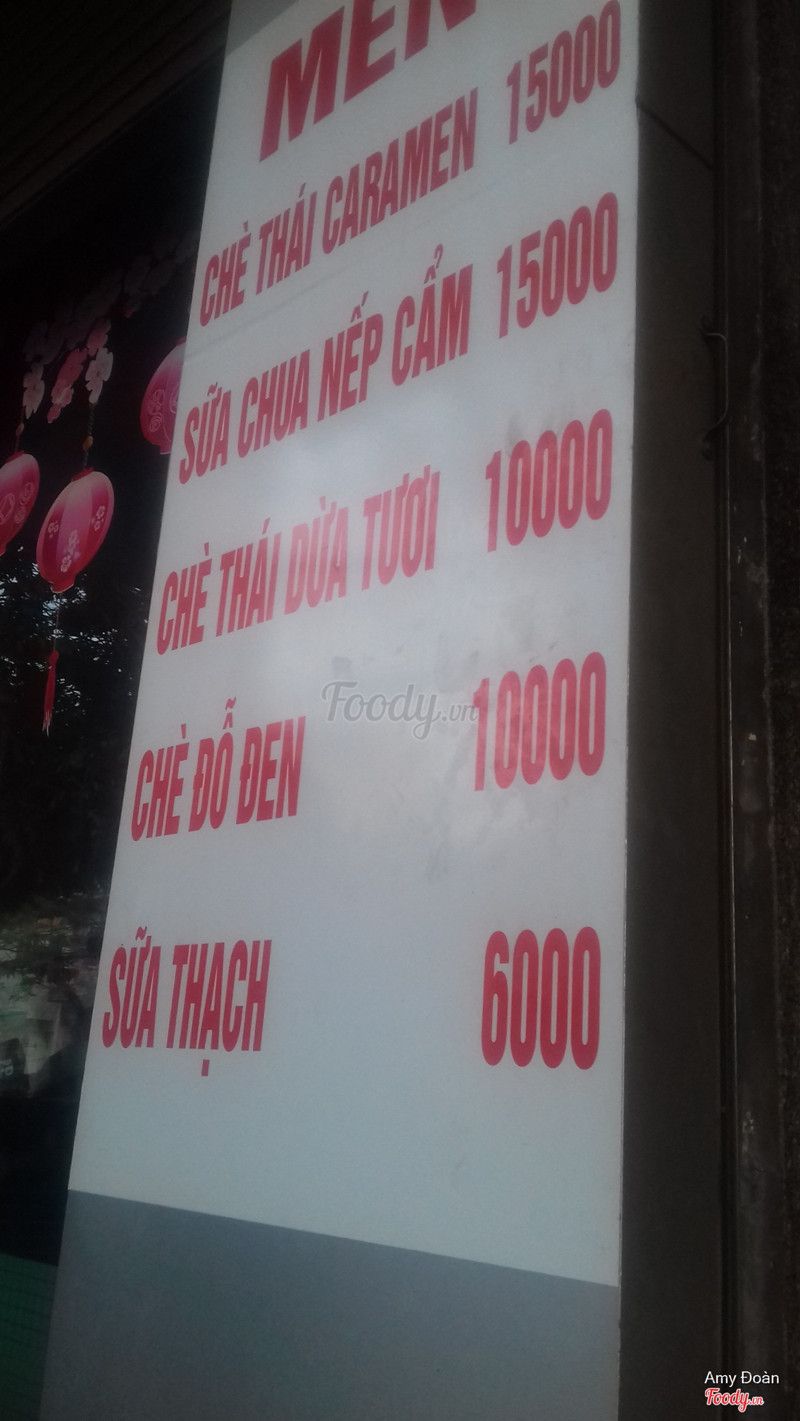 MEN
CHÈ THÁI CARAMEN 15000
SỮA CHUA NẾP CẨM 15000
CHÈ THÁI DỪA TƯƠI 10000
Foody.vn
CHÈ ĐỖ ĐEN 10000
SỮA THẠCH 6000
Amy Đoàn
Foody.vn